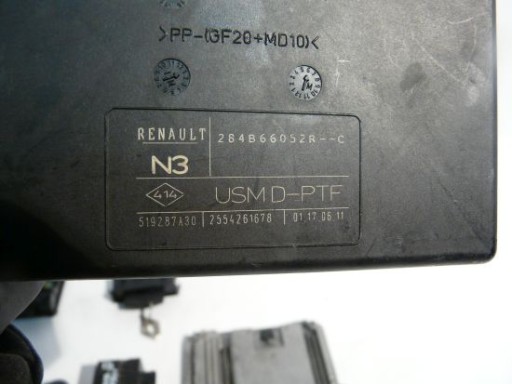 >PP-(GF20+MD10)<
RENAULT 284B66052R--C
N3
414 USM D-PTF
519287A30 2554261678 01 17 06 11